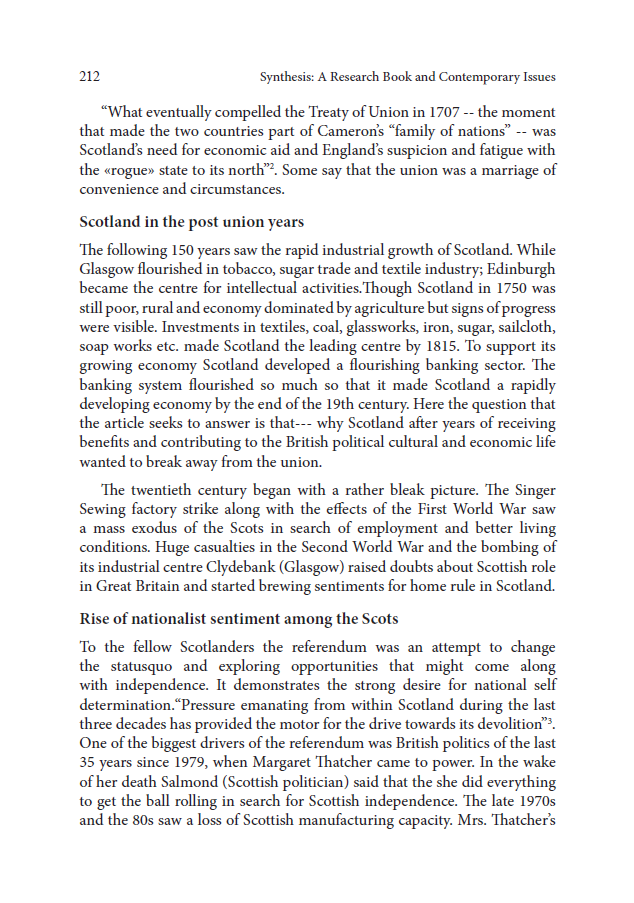 212 Synthesis: A Research Book and Contemporary Issues
“What eventually compelled the Treaty of Union in 1707 -- the moment
that made the two countries part of Cameron’s “family of nations” -- was
Scotland’s need for economic aid and England’s suspicion and fatigue with
the «rogue» state to its north”2. Some say that the union was a marriage of
convenience and circumstances.
Scotland in the post union years
The following 150 years saw the rapid industrial growth of Scotland. While
Glasgow flourished in tobacco, sugar trade and textile industry; Edinburgh
became the centre for intellectual activities.Though Scotland in 1750 was
still poor, rural and economy dominated by agriculture but signs of progress
were visible. Investments in textiles, coal, glassworks, iron, sugar, sailcloth,
soap works etc. made Scotland the leading centre by 1815. To support its
growing economy Scotland developed a flourishing banking sector. The
banking system flourished so much so that it made Scotland a rapidly
developing economy by the end of the 19th century. Here the question that
the article seeks to answer is that--- why Scotland after years of receiving
benefits and contributing to the British political cultural and economic life
wanted to break away from the union.
The twentieth century began with a rather bleak picture. The Singer
Sewing factory strike along with the effects of the First World War saw
a mass exodus of the Scots in search of employment and better living
conditions. Huge casualties in the Second World War and the bombing of
its industrial centre Clydebank (Glasgow) raised doubts about Scottish role
in Great Britain and started brewing sentiments for home rule in Scotland.
Rise of nationalist sentiment among the Scots
To the fellow Scotlanders the referendum was an attempt to change
the statusquo and exploring opportunities that might come along
with independence. It demonstrates the strong desire for national self
determination.“Pressure emanating from within Scotland during the last
three decades has provided the motor for the drive towards its devolition”3.
One of the biggest drivers of the referendum was British politics of the last
35 years since 1979, when Margaret Thatcher came to power. In the wake
of her death Salmond (Scottish politician) said that the she did everything
to get the ball rolling in search for Scottish independence. The late 1970s
and the 80s saw a loss of Scottish manufacturing capacity. Mrs. Thatcher’s